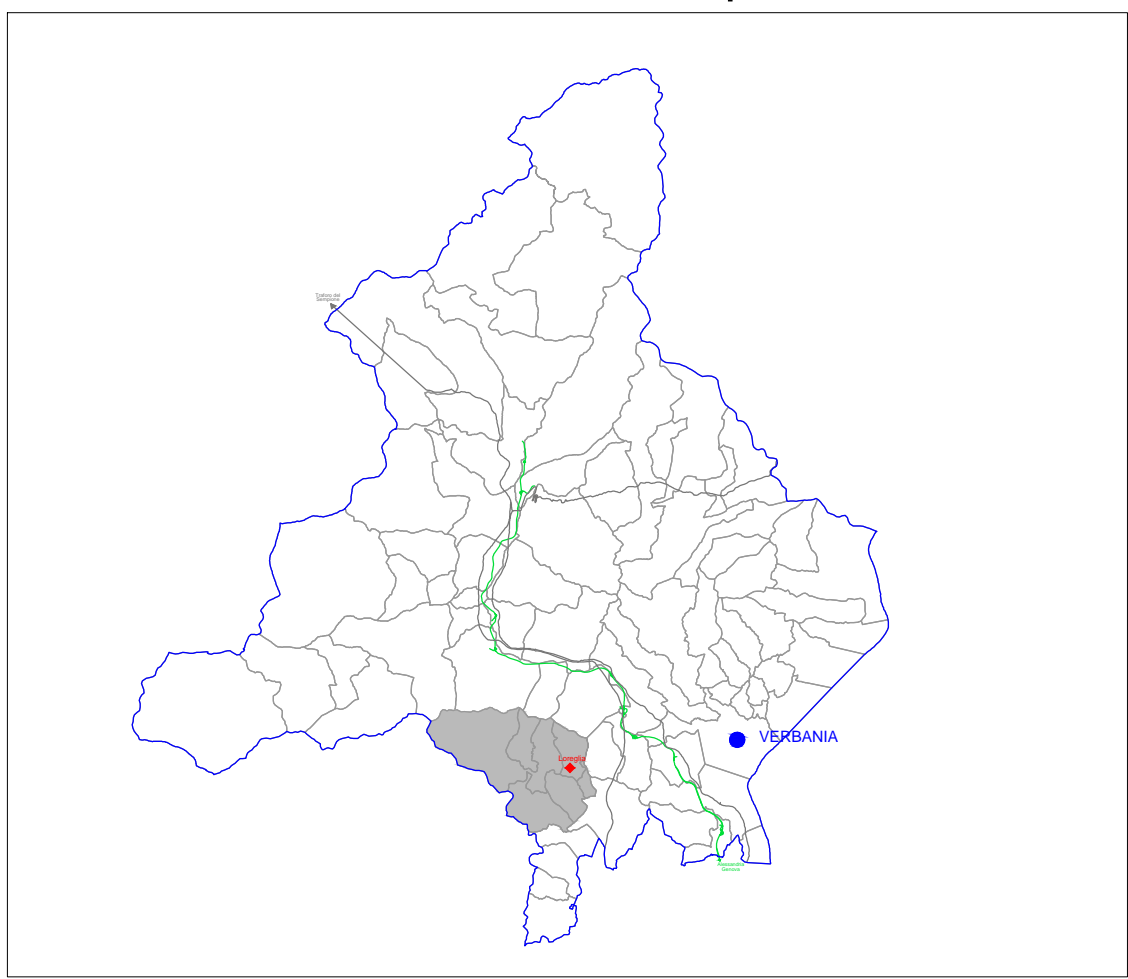 Traforo del
Sempione
VERBANIA
Loreglia
Alessandria
Genova